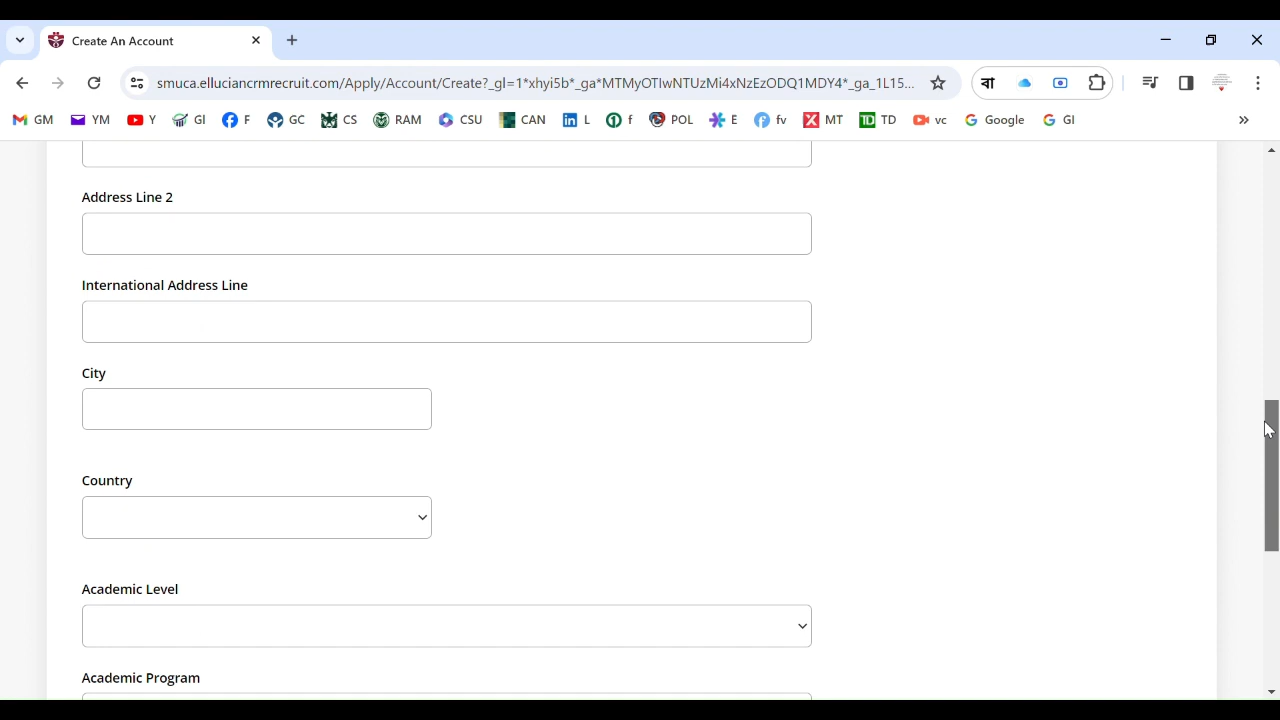 Create An Account
smuca.elluciancrmrecruit.com/Apply/Account/Create?_gl=1*xhyi5b*_ga*MTMyOTIwNTUzMi4xNzEzODQ1MDY4*_ga_1L15...
বা
GM YM Y GI F GC CS RAM CSU CAN L f POL E fv MT TD vc Google GI
Address Line 2
International Address Line
City
Country
Academic Level
Academic Program